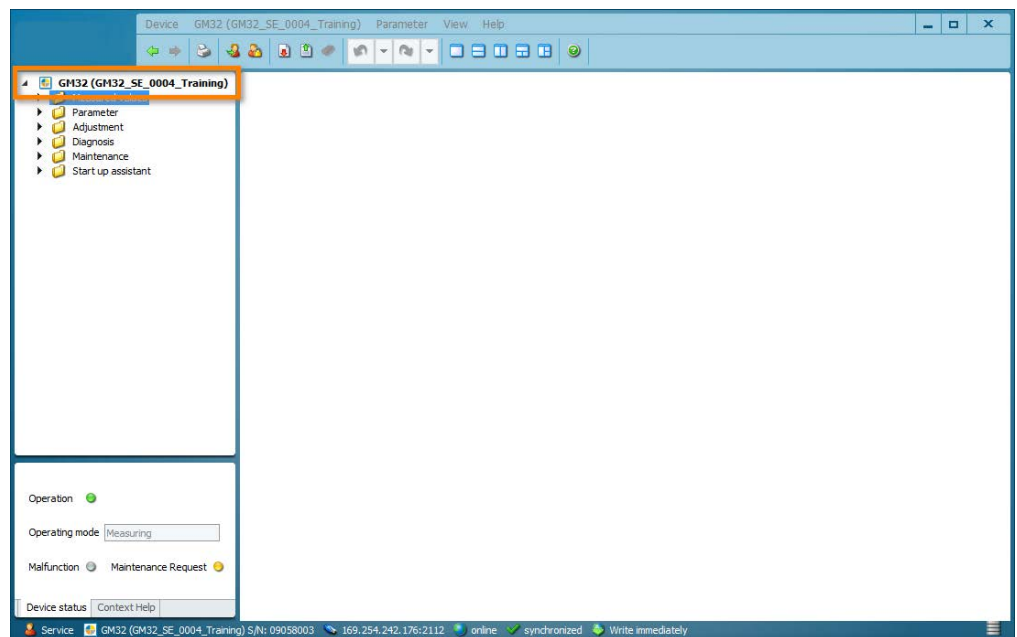 Device GM32 (GM32_SE_0004_Training) Parameter View Help
GM32 (GM32_SE_0004_Training)
Parameter
Adjustment
Diagnosis
Maintenance
Start up assistant
Operation
Operating mode Measuring
Malfunction Maintenance Request
Device status Context Help
Service GM32 (GM32_SE_0004_Training) S/N: 09058003 169.254.242.176:2112 online synchronized Write immediately